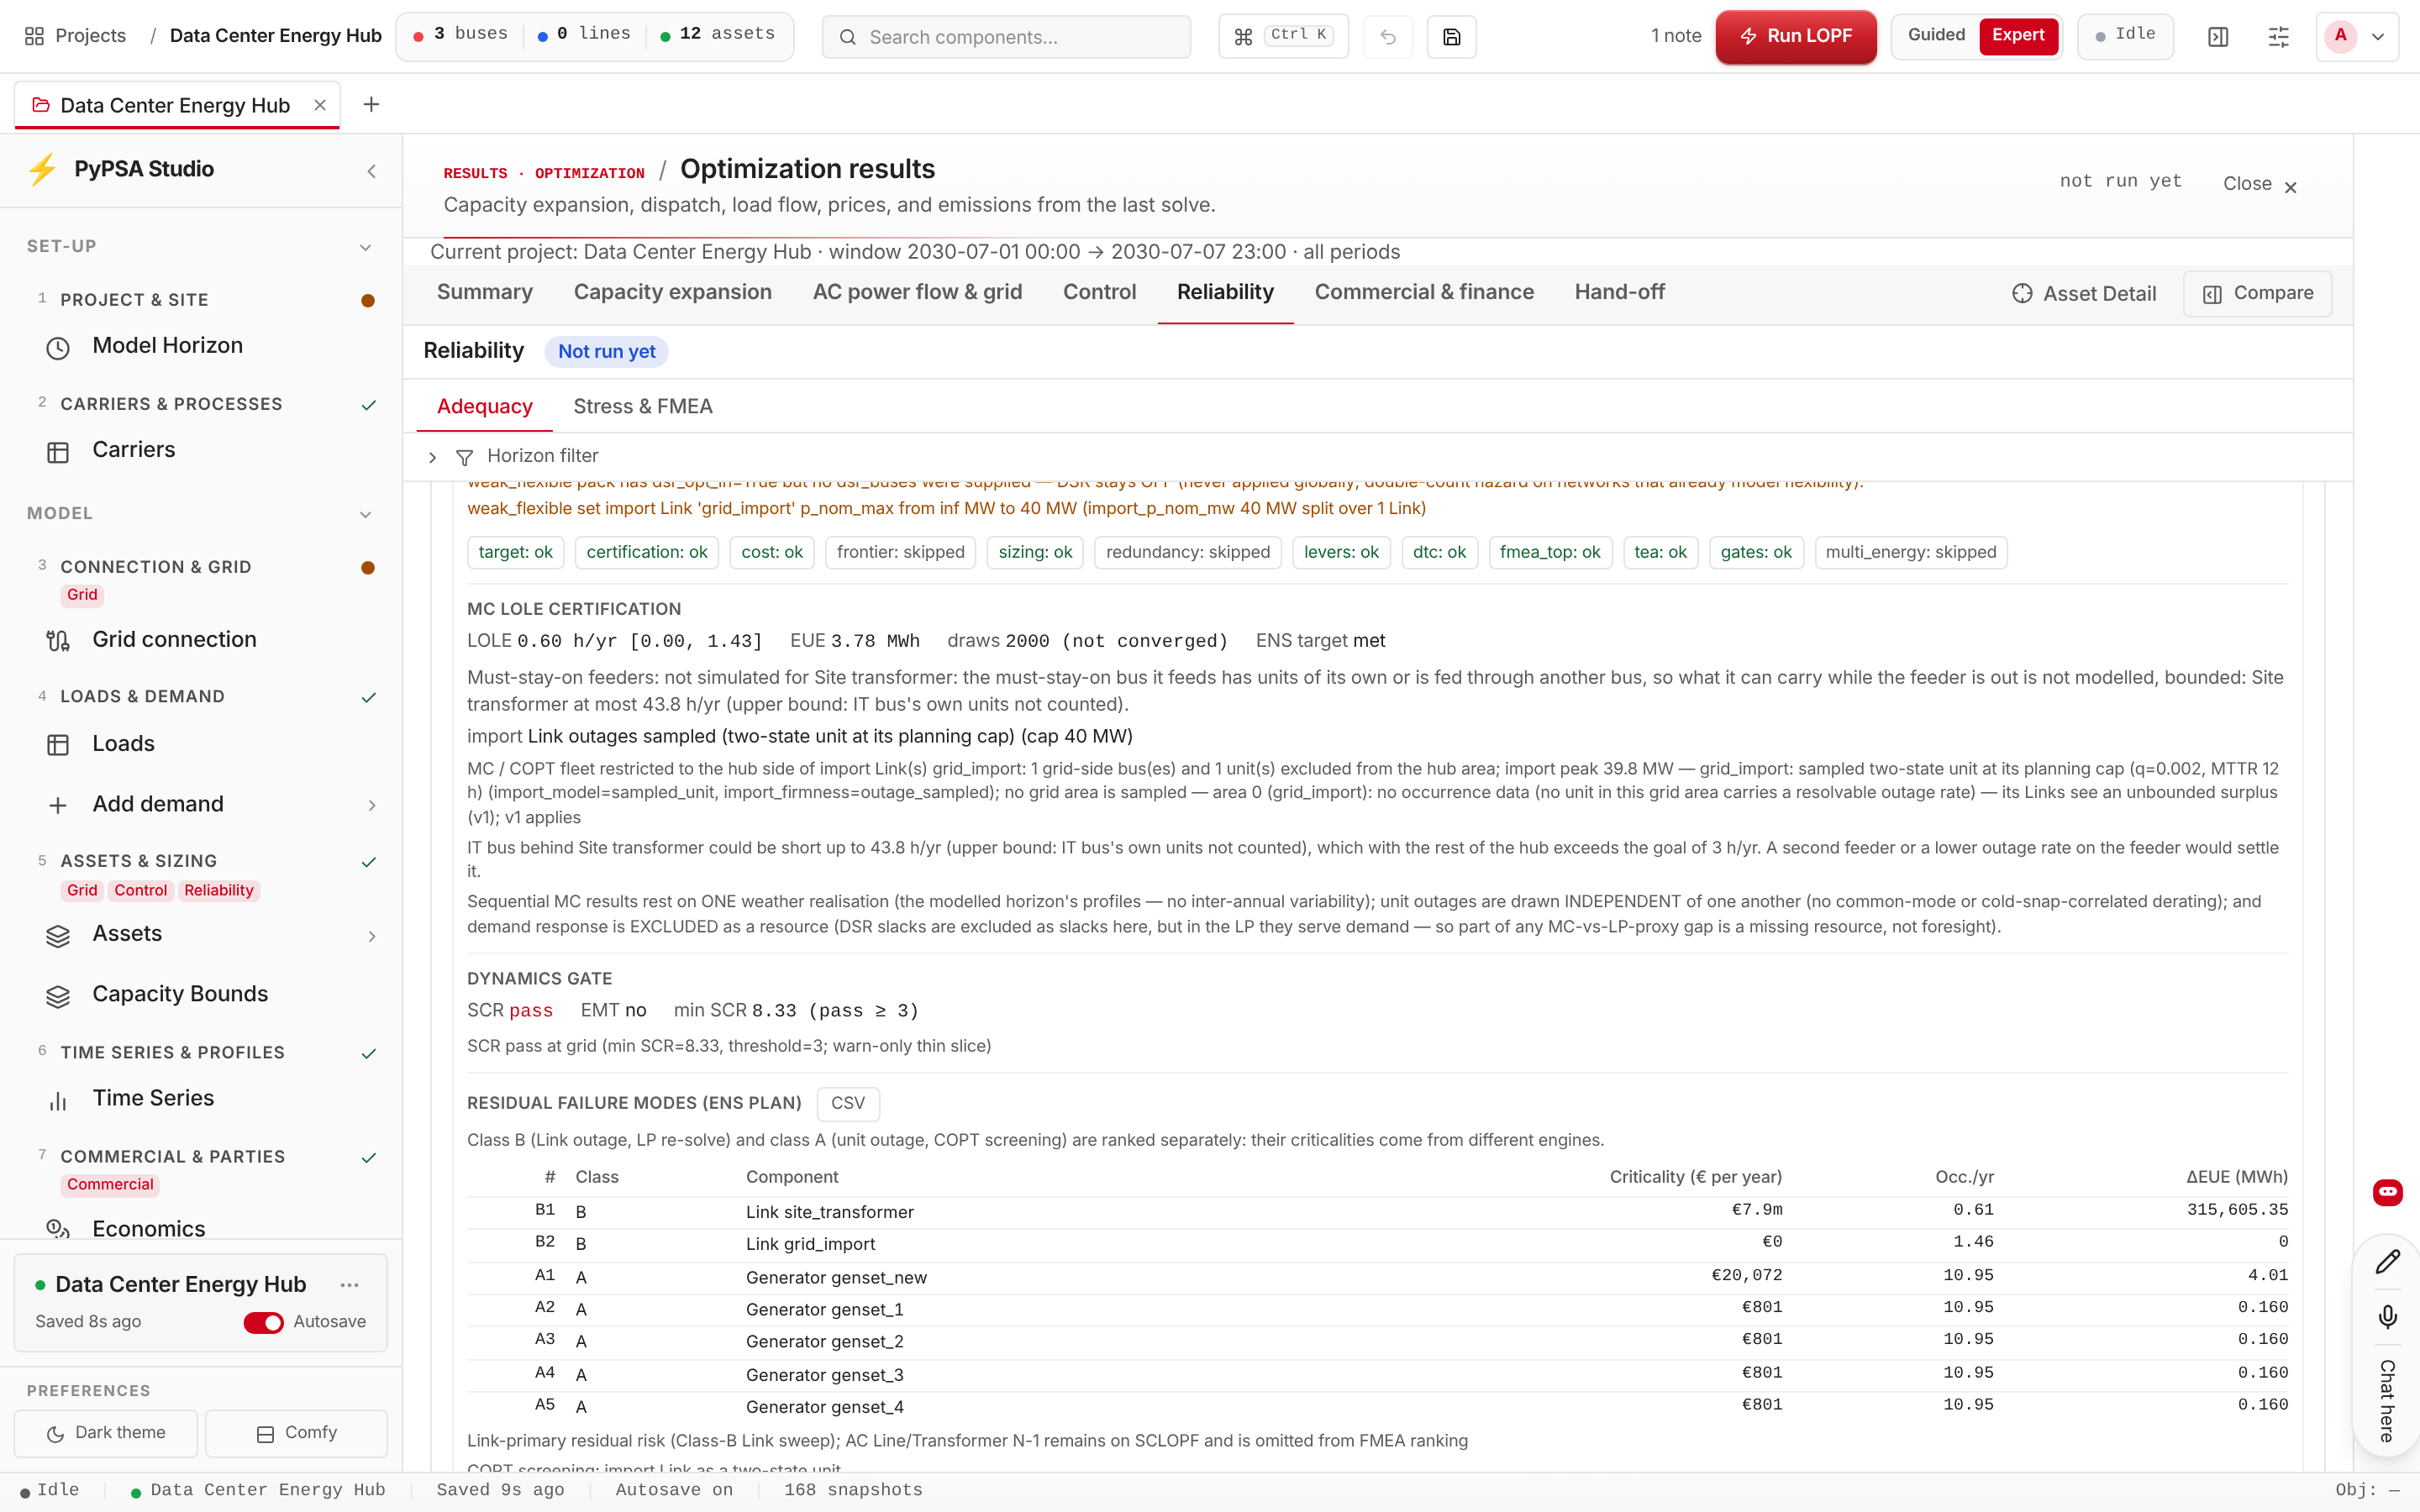 Projects / Data Center Energy Hub
3 buses 0 lines 12 assets
Search components...
Ctrl K
1 note
Run LOPF
Guided Expert
Idle
A
Data Center Energy Hub
PyPSA Studio
SET-UP
1 PROJECT & SITE
Model Horizon
2 CARRIERS & PROCESSES
Carriers
MODEL
3 CONNECTION & GRID
Grid
Grid connection
4 LOADS & DEMAND
Loads
Add demand
5 ASSETS & SIZING
Grid Control Reliability
Assets
Capacity Bounds
6 TIME SERIES & PROFILES
Time Series
7 COMMERCIAL & PARTIES
Commercial
Economics
Data Center Energy Hub
Saved 8s ago Autosave
PREFERENCES
Dark theme Comfy
RESULTS · OPTIMIZATION / Optimization results
Capacity expansion, dispatch, load flow, prices, and emissions from the last solve.
not run yet Close
Current project: Data Center Energy Hub · window 2030-07-01 00:00 → 2030-07-07 23:00 · all periods
Summary Capacity expansion AC power flow & grid Control Reliability Commercial & finance Hand-off
Asset Detail Compare
Reliability Not run yet
Adequacy Stress & FMEA
Horizon filter
weak_flexible pack has dsr_opt_in=True but no dsr_buses were supplied — DSR stays OFF (never applied globally; double-count hazard on networks that already model flexibility).
weak_flexible set import Link 'grid_import' p_nom_max from inf MW to 40 MW (import_p_nom_mw 40 MW split over 1 Link)
target: ok certification: ok cost: ok frontier: skipped sizing: ok redundancy: skipped levers: ok dtc: ok fmea_top: ok tea: ok gates: ok multi_energy: skipped
MC LOLE CERTIFICATION
LOLE 0.60 h/yr [0.00, 1.43] EUE 3.78 MWh draws 2000 (not converged) ENS target met
Must-stay-on feeders: not simulated for Site transformer: the must-stay-on bus it feeds has units of its own or is fed through another bus, so what it can carry while the feeder is out is not modelled, bounded: Site
transformer at most 43.8 h/yr (upper bound: IT bus's own units not counted).
import Link outages sampled (two-state unit at its planning cap) (cap 40 MW)
MC / COPT fleet restricted to the hub side of import Link(s) grid_import: 1 grid-side bus(es) and 1 unit(s) excluded from the hub area; import peak 39.8 MW — grid_import: sampled two-state unit at its planning cap (q=0.002, MTTR 12
h) (import_model=sampled_unit, import_firmness=outage_sampled); no grid area is sampled — area 0 (grid_import): no occurrence data (no unit in this grid area carries a resolvable outage rate) — its Links see an unbounded surplus
(v1); v1 applies
IT bus behind Site transformer could be short up to 43.8 h/yr (upper bound: IT bus's own units not counted), which with the rest of the hub exceeds the goal of 3 h/yr. A second feeder or a lower outage rate on the feeder would settle
it.
Sequential MC results rest on ONE weather realisation (the modelled horizon's profiles — no inter-annual variability); unit outages are drawn INDEPENDENT of one another (no common-mode or cold-snap-correlated derating); and
demand response is EXCLUDED as a resource (DSR slacks are excluded as slacks here, but in the LP they serve demand — so part of any MC-vs-LP-proxy gap is a missing resource, not foresight).
DYNAMICS GATE
SCR pass EMT no min SCR 8.33 (pass ≥ 3)
SCR pass at grid (min SCR=8.33, threshold=3; warn-only thin slice)
RESIDUAL FAILURE MODES (ENS PLAN) CSV
Class B (Link outage, LP re-solve) and class A (unit outage, COPT screening) are ranked separately: their criticalities come from different engines.
# Class Component Criticality (€ per year) Occ./yr ΔEUE (MWh)
B1 B Link site_transformer €7.9m 0.61 315,605.35
B2 B Link grid_import €0 1.46 0
A1 A Generator genset_new €20,072 10.95 4.01
A2 A Generator genset_1 €801 10.95 0.160
A3 A Generator genset_2 €801 10.95 0.160
A4 A Generator genset_3 €801 10.95 0.160
A5 A Generator genset_4 €801 10.95 0.160
Link-primary residual risk (Class-B Link sweep); AC Line/Transformer N-1 remains on SCLOPF and is omitted from FMEA ranking
COPT screening: import Link as a two-state unit
Chat here
Idle Data Center Energy Hub Saved 9s ago Autosave on 168 snapshots Obj: —